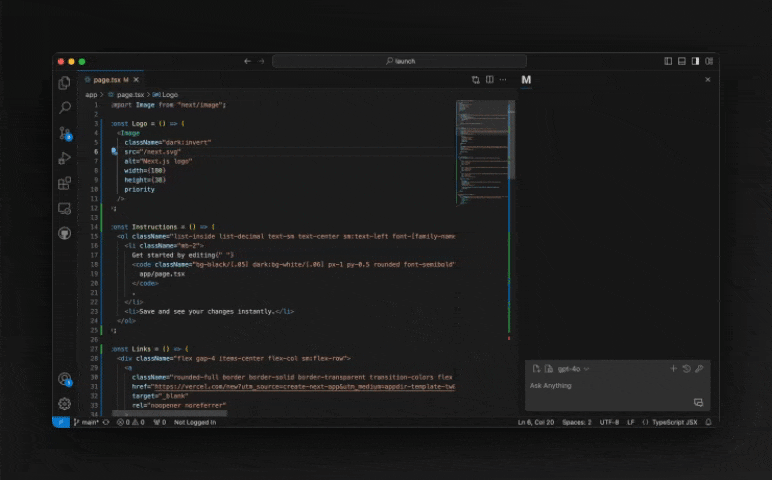 launch
page.tsx M
M
app > page.tsx > Logo
1 import Image from "next/image";
2
3 const Logo = () => (
4 <Image
5 className="dark:invert"
6 src="/next.svg"
7 alt="Next.js logo"
8 width={180}
9 height={38}
10 priority
11 />
12 );
13
14 const Instructions = () => (
15 <ol className="list-inside list-decimal text-sm text-center sm:text-left font-[family-name
16 <li className="mb-2">
17 Get started by editing{" "}
18 <code className="bg-black/[.05] dark:bg-white/[.06] px-1 py-0.5 rounded font-semibold"
19 app/page.tsx
20 </code>
21 .
22 </li>
23 <li>Save and see your changes instantly.</li>
24 </ol>
25 );
26
27 const Links = () => (
28 <div className="flex gap-4 items-center flex-col sm:flex-row">
29 <a
30 className="rounded-full border border-solid border-transparent transition-colors flex
31 href="https://vercel.com/new?utm_source=create-next-app&utm_medium=appdir-template-tw&
32 target="_blank"
33 rel="noopener noreferrer"
34
gpt-4o
Ask Anything
main* 0 0 0 Not Logged In Ln 6, Col 20 Spaces: 2 UTF-8 LF TypeScript JSX